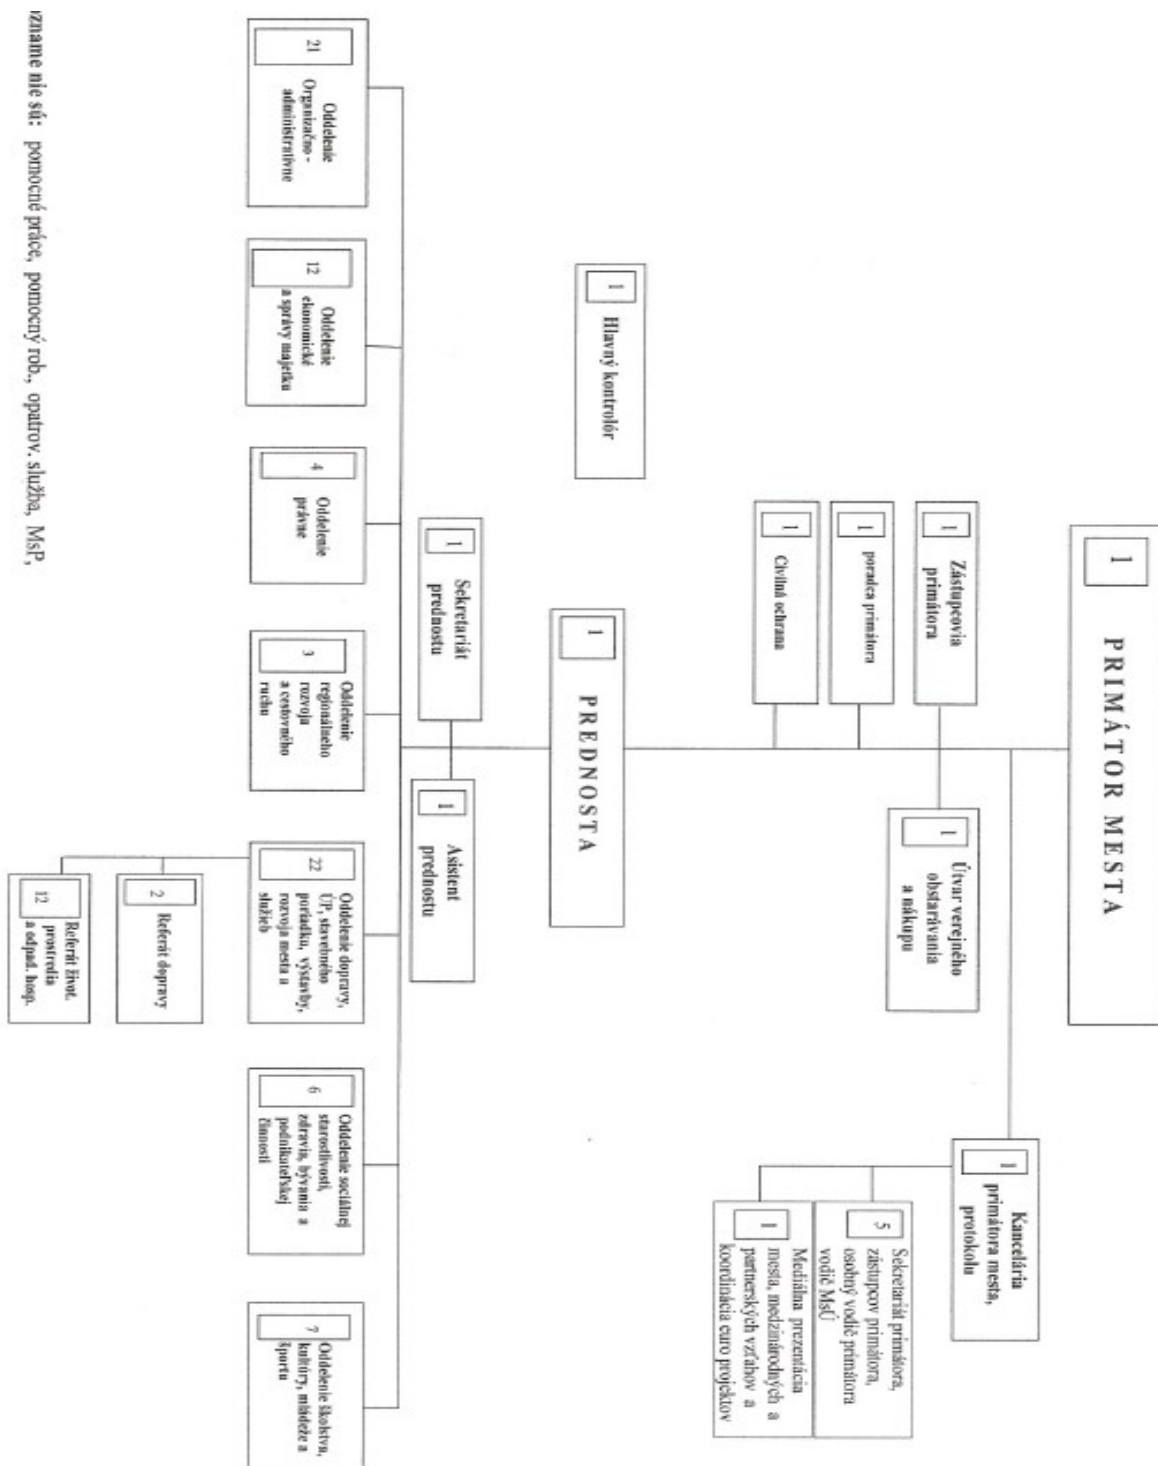 1
PRIMÁTOR MESTA
1
Zástupcovia
primátora
1
Útvar verejného
obstarávania
a nákupu
1
Kancelária
primátora mesta,
protokolu
1
poradca primátora
5
Sekretariát primátora,
zástupcov primátora,
osobný vodič primátora
vodič MsÚ
1
Civilná ochrana
1
Mediálna prezentácia
mesta, medzinárodných a
partnerských vzťahov a
koordinácia euro projektov
1
Hlavný kontrolór
1
PREDNOSTA
1
Sekretariát
prednostu
1
Asistent
prednostu
21
Oddelenie
Organizačno -
administratívne
12
Oddelenie
ekonomické
a správy majetku
4
Oddelenie
právne
3
Oddelenie
regionálneho
rozvoja
a cestovného
ruchu
22
Oddelenie dopravy,
ÚP, stavebného
poriadku, výstavby,
rozvoja mesta a
služieb
6
Oddelenie sociálnej
starostlivosti,
zdravia, bývania a
podnikateľskej
činnosti
7
Oddelenie školstva,
kultúry, mládeže a
športu
2
Referát dopravy
12
Referát život.
prostredia
a odpad. hosp.
ozname nie sú: pomocné práce, pomocný rob., opatrov. služba, MsP,